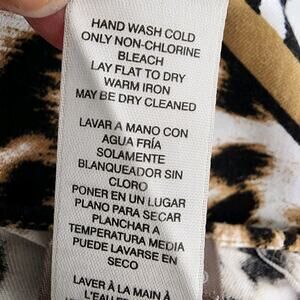 HAND WASH COLD
ONLY NON-CHLORINE
BLEACH
LAY FLAT TO DRY
WARM IRON
MAY BE DRY CLEANED
LAVAR A MANO CON
AGUA FRÍA
SOLAMENTE
BLANQUEADOR SIN
CLORO
PONER EN UN LUGAR
PLANO PARA SECAR
PLANCHAR A
TEMPERATURA MEDIA
PUEDE LAVARSE EN
SECO
LAVER À LA MAIN À